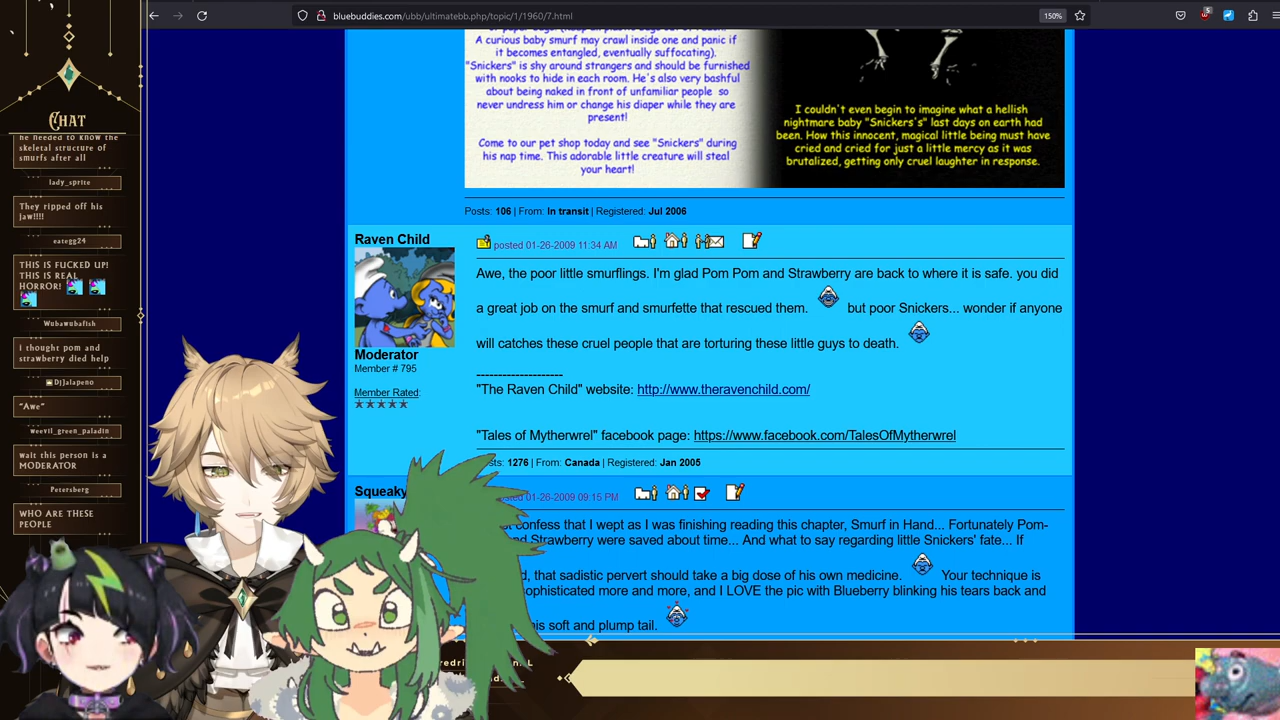 bluebuddies.com/ubb/ultimatebb.php/topic/1/1960/7.html
150%
5
Chat
he needed to know the
skeletal structure of
smurfs after all
lady_sprite
They ripped off his
jaw!!!!
eategg24
THIS IS FUCKED UP!
THIS IS REAL
HORROR!
Wubawubafish
I thought pom and
strawberry died help
DJJalapeno
"Awe"
weevil_green_paladin
wait this person is a
MODERATOR
Petersberg
WHO ARE THESE
PEOPLE
A curious baby smurf may crawl inside one and panic if
it becomes entangled, eventually suffocating).
"Snickers" is shy around strangers and should be furnished
with nooks to hide in each room. He's also very bashful
about being naked in front of unfamiliar people so
never undress him or change his diaper while they are
present!
Come to our pet shop today and see "Snickers" during
his nap time. This adorable little creature will steal
your heart!
I couldn't even begin to imagine what a hellish
nightmare baby "Snickers's" last days on earth had
been. How this innocent, magical little being must have
cried and cried for just a little mercy as it was
brutalized, getting only cruel laughter in response.
Posts: 106 | From: In transit | Registered: Jul 2006
Raven Child
Moderator
Member # 795
Member Rated:
posted 01-26-2009 11:34 AM
Awe, the poor little smurflings. I'm glad Pom Pom and Strawberry are back to where it is safe. you did
a great job on the smurf and smurfette that rescued them. but poor Snickers... wonder if anyone
will catches these cruel people that are torturing these little guys to death.
--------------------
"The Raven Child" website: http://www.theravenchild.com/
"Tales of Mytherwrel" facebook page: https://www.facebook.com/TalesOfMytherwrel
1276 | From: Canada | Registered: Jan 2005
Squeaky
01-26-2009 09:15 PM
confess that I wept as I was finishing reading this chapter, Smurf in Hand... Fortunately Pom-
Strawberry were saved about time... And what to say regarding little Snickers' fate... If
that sadistic pervert should take a big dose of his own medicine. Your technique is
more and more, and I LOVE the pic with Blueberry blinking his tears back and
his soft and plump tail.